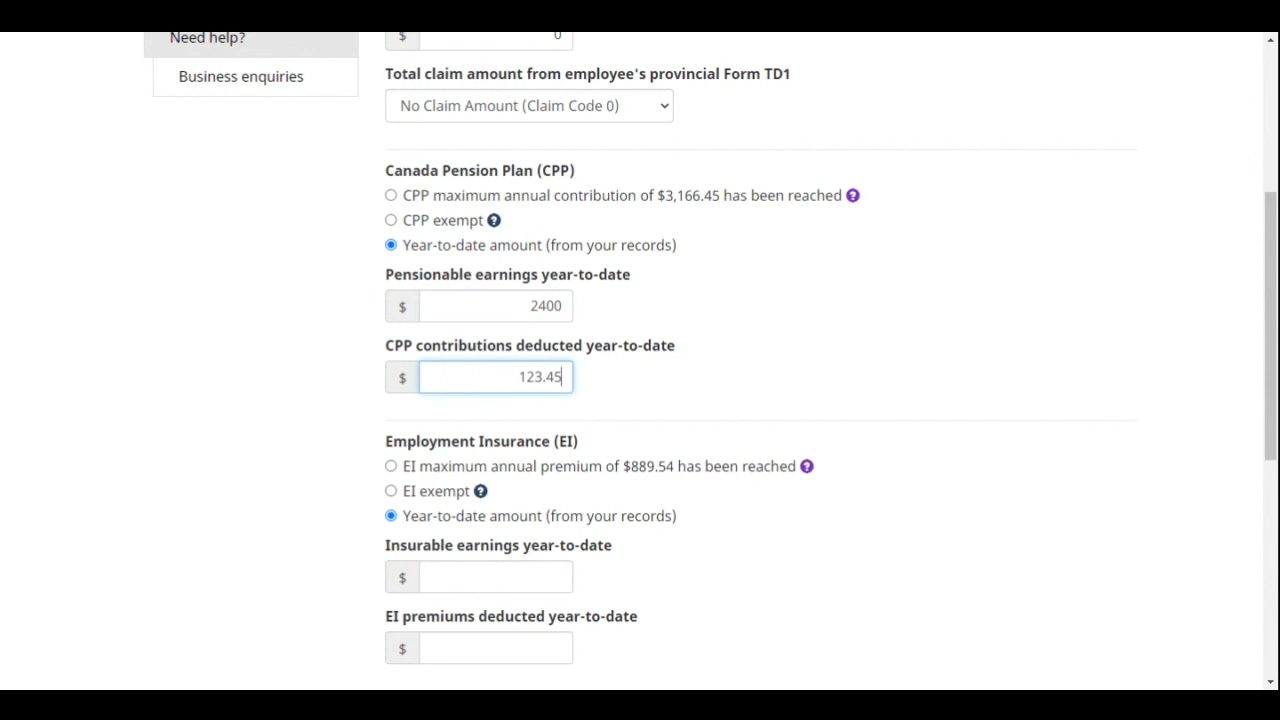 Need help?
Business enquiries
$ 0
Total claim amount from employee's provincial Form TD1
No Claim Amount (Claim Code 0)
Canada Pension Plan (CPP)
CPP maximum annual contribution of $3,166.45 has been reached ?
CPP exempt ?
Year-to-date amount (from your records)
Pensionable earnings year-to-date
$ 2400
CPP contributions deducted year-to-date
$ 123.45
Employment Insurance (EI)
EI maximum annual premium of $889.54 has been reached ?
EI exempt ?
Year-to-date amount (from your records)
Insurable earnings year-to-date
$
EI premiums deducted year-to-date
$